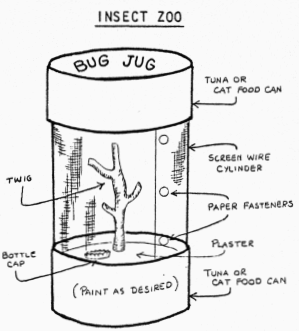 INSECT ZOO
BUG JUG
TUNA OR
CAT FOOD CAN
SCREEN WIRE
CYLINDER
TWIG
PAPER FASTENERS
PLASTER
BOTTLE
CAP
TUNA OR
CAT FOOD CAN
(PAINT AS DESIRED)